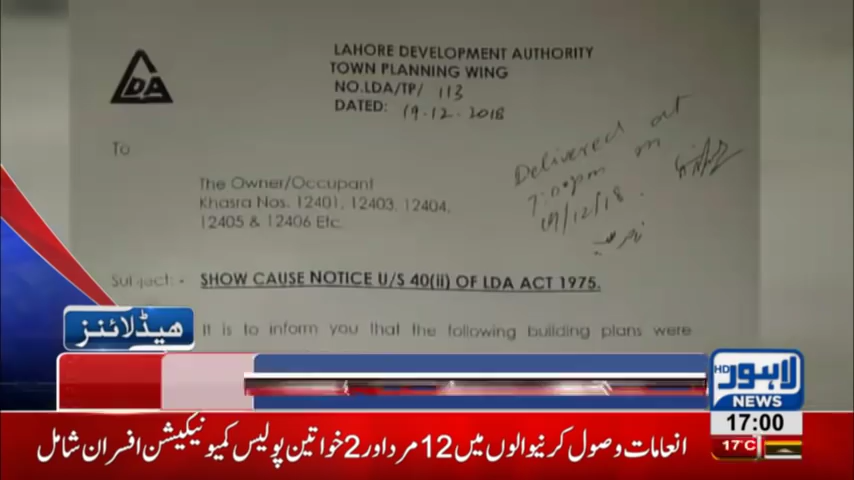 LDA
LAHORE DEVELOPMENT AUTHORITY
TOWN PLANNING WING
NO.LDA/TP/ 113
DATED: 19-12-2018
Delivered at
7:00pm on
19/12/18
To
The Owner/Occupant
Khasra Nos. 12401, 12403, 12404,
12405 & 12406 Etc.
Subject: - SHOW CAUSE NOTICE U/S 40(ii) OF LDA ACT 1975.
It is to inform you that the following building plans were
ہیڈلائنز
HD لاہور
NEWS
17:00
17°C
انعامات وصول کرنیوالوں میں 12 مرد اور 2 خواتین پولیس کمیونیکیشن افسران شامل